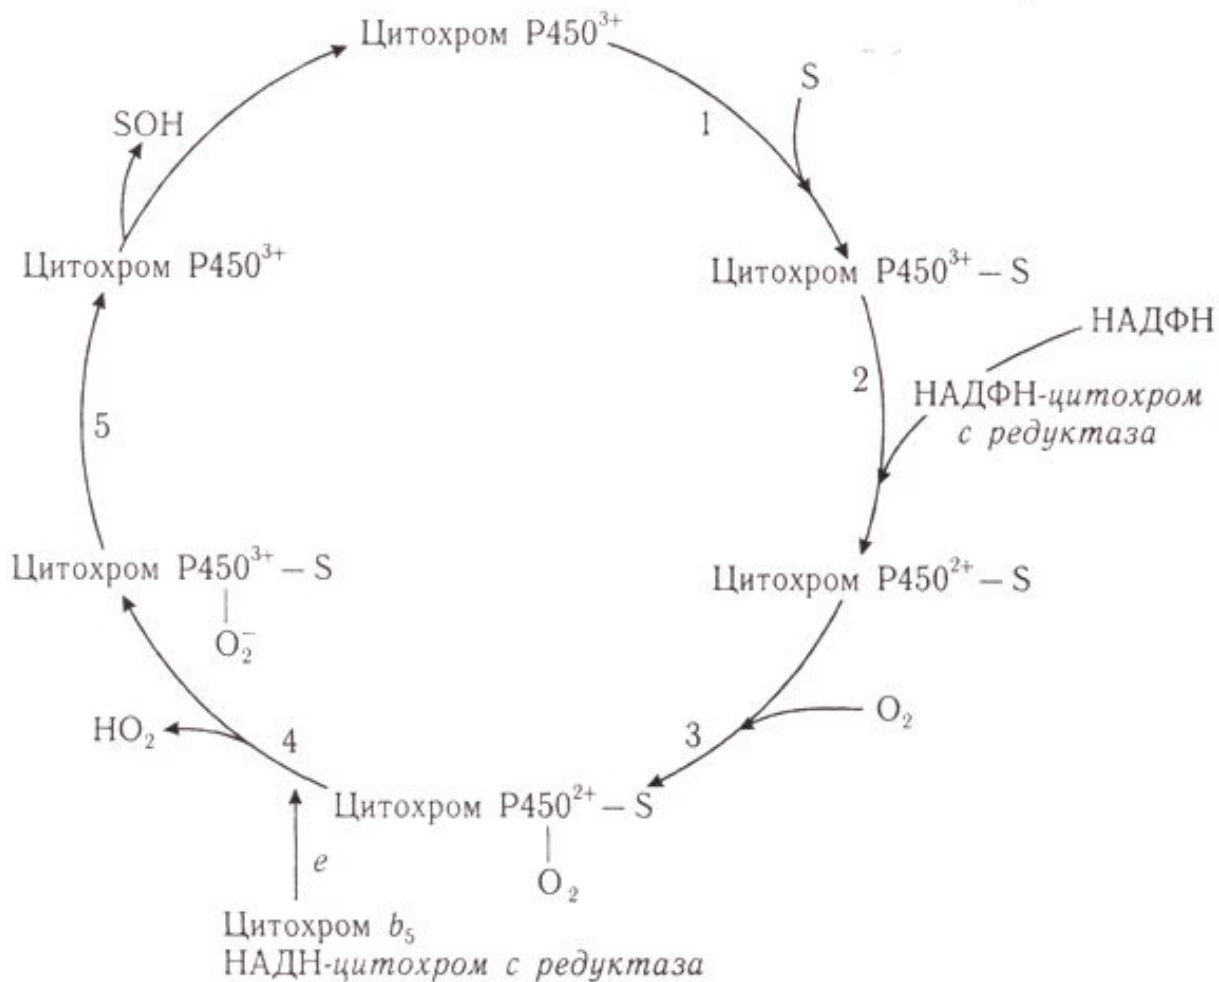 Цитохром P450³⁺
S
1
SOH
Цитохром P450³⁺
Цитохром P450³⁺ – S
НАДФН
2
НАДФН-цитохром
с редуктаза
5
Цитохром P450³⁺ – S
O₂⁻
Цитохром P450²⁺ – S
HO₂
4
3
O₂
Цитохром P450²⁺ – S
O₂
e
Цитохром b₅
НАДН-цитохром с редуктаза